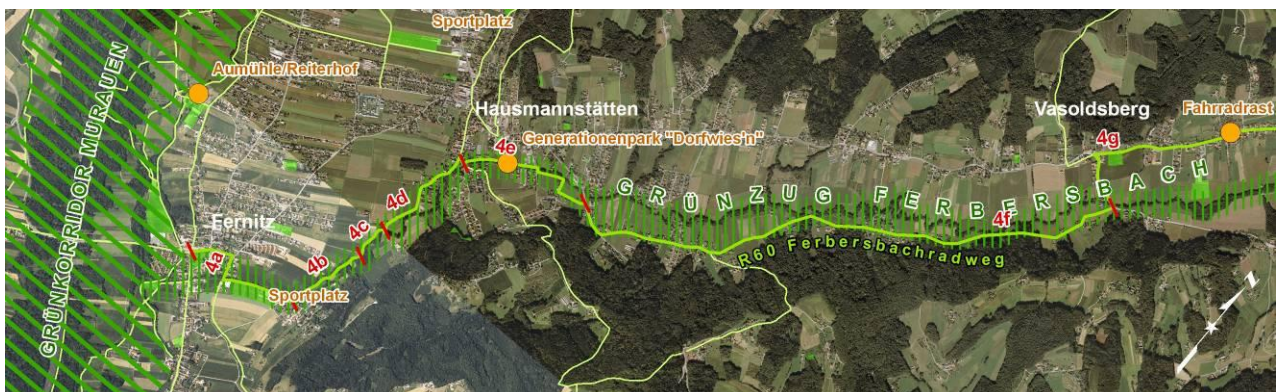 Sportplatz
GRÜNKORRIDOR MURAUEN
Aumühle/Reiterhof
Hausmannstätten
Vasoldsberg
Fahrradrast
4e
Generationenpark "Dorfwies'n"
4g
GRÜNZUG FERBERSBACH
4d
Fernitz
4c
4f
4a
4b
R60 Ferbersbachradweg
Sportplatz
N